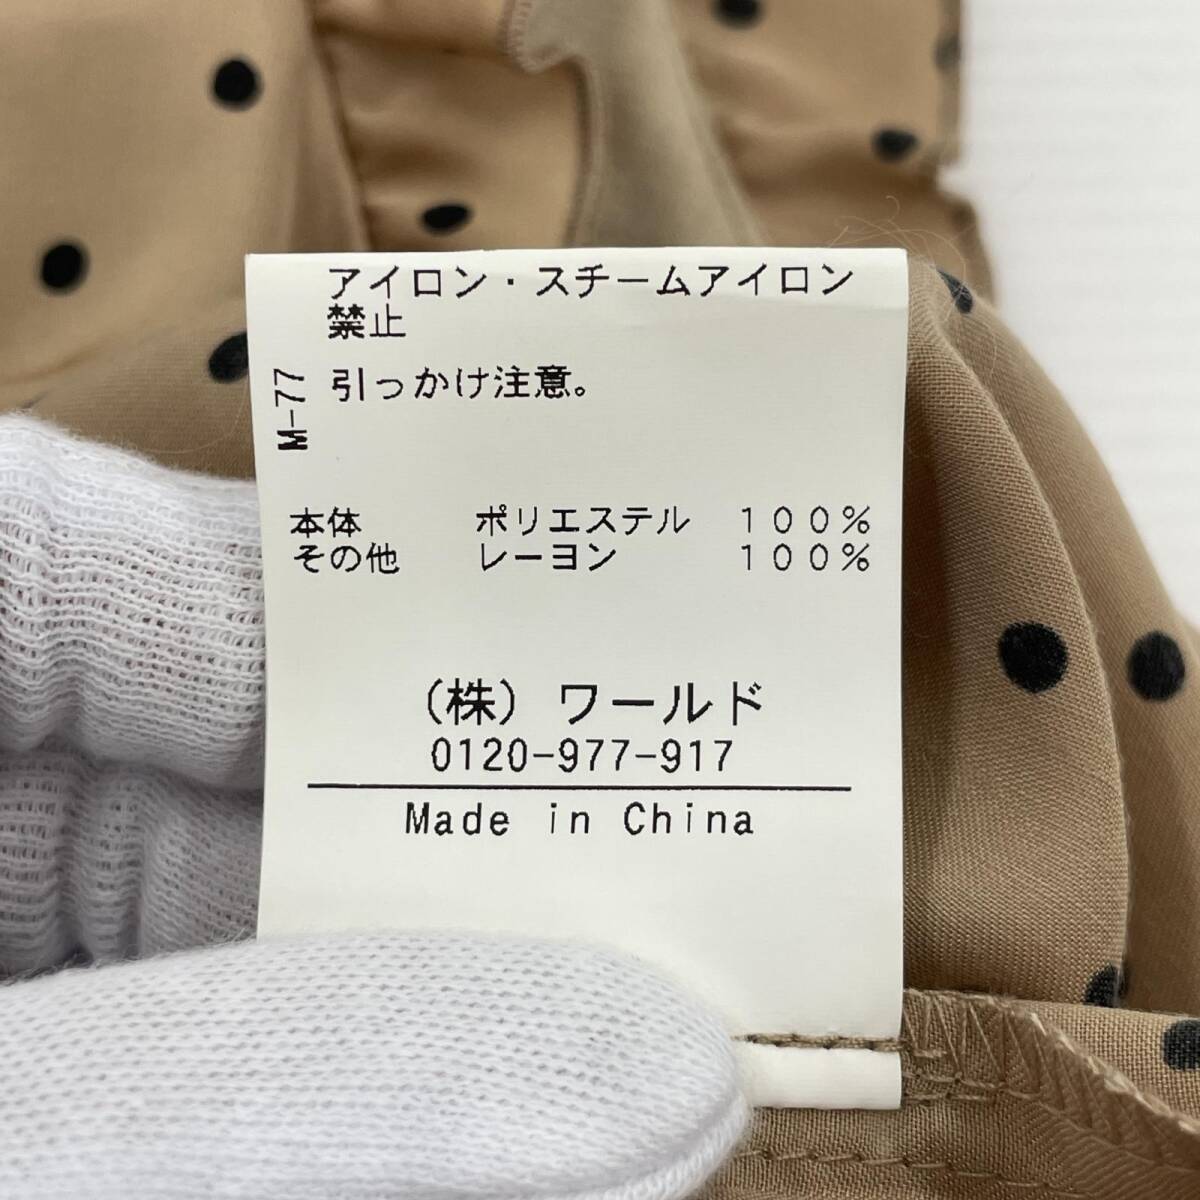 アイロン・スチームアイロン
禁止
M-77
引っかけ注意。
本体 ポリエステル 100%
その他 レーヨン 100%
(株) ワールド
0120-977-917
Made in China